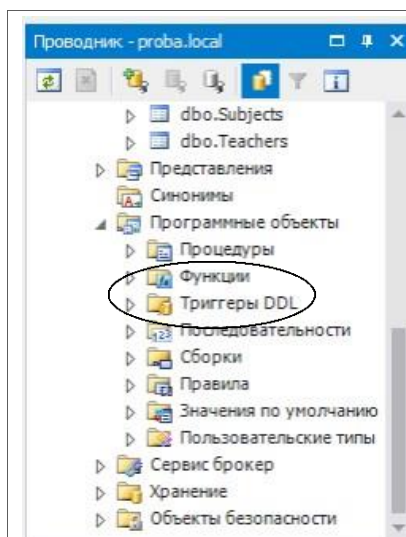 Проводник - proba.local
dbo.Subjects
dbo.Teachers
Представления
Синонимы
Программные объекты
Процедуры
Функции
Триггеры DDL
Последовательности
Сборки
Правила
Значения по умолчанию
Пользовательские типы
Сервис брокер
Хранение
Объекты безопасности